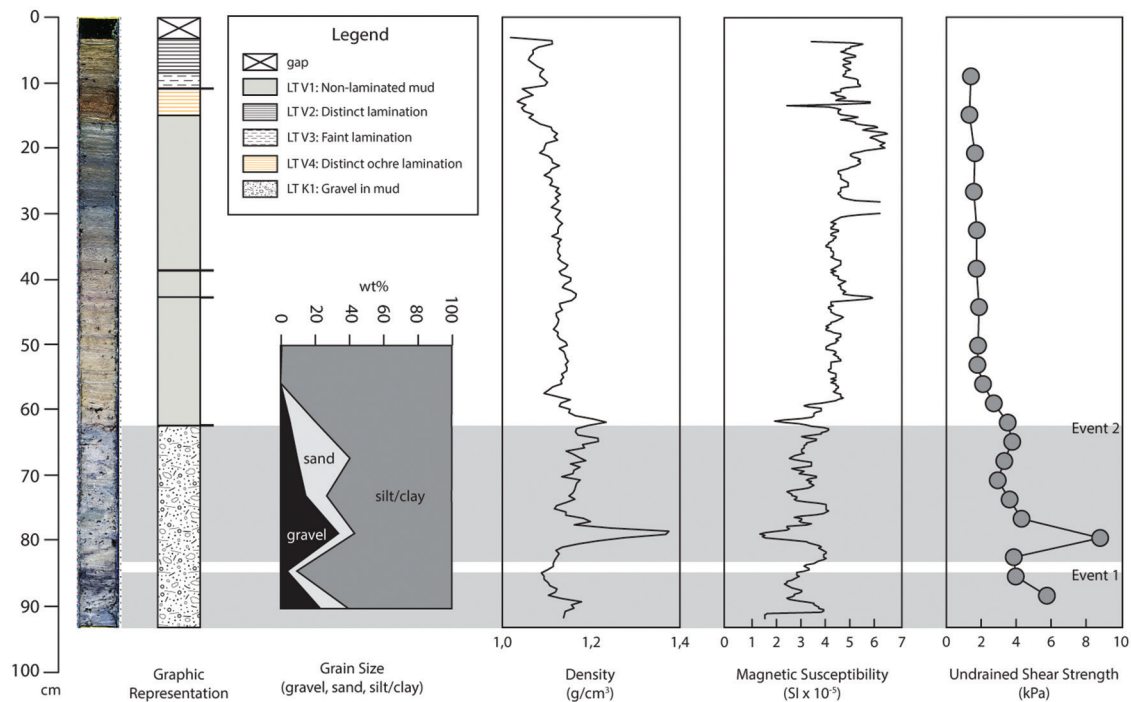 0
10
20
30
40
50
60
70
80
90
100
cm
Graphic
Representation
Legend
gap
LT V1: Non-laminated mud
LT V2: Distinct lamination
LT V3: Faint lamination
LT V4: Distinct ochre lamination
LT K1: Gravel in mud
wt%
0 20 40 60 80 100
sand
silt/clay
gravel
Grain Size
(gravel, sand, silt/clay)
1,0 1,2 1,4
Density
(g/cm³)
0 1 2 3 4 5 6 7
Magnetic Susceptibility
(SI x 10⁻⁵)
Event 2
Event 1
0 2 4 6 8 10
Undrained Shear Strength
(kPa)